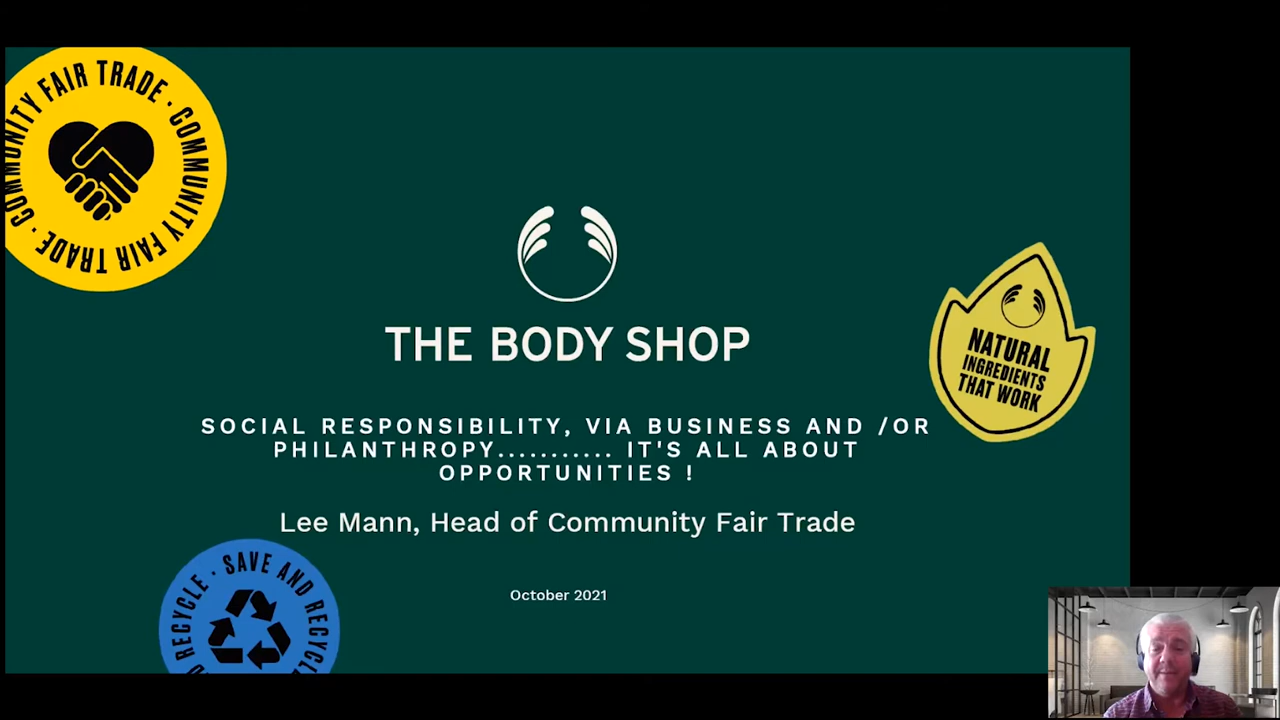 COMMUNITY FAIR TRADE · COMMUNITY FAIR TRADE ·
THE BODY SHOP
NATURAL
INGREDIENTS
THAT WORK
SOCIAL RESPONSIBILITY, VIA BUSINESS AND /OR
PHILANTHROPY........... IT'S ALL ABOUT
OPPORTUNITIES !
Lee Mann, Head of Community Fair Trade
October 2021
RECYCLE · SAVE AND RECYCL